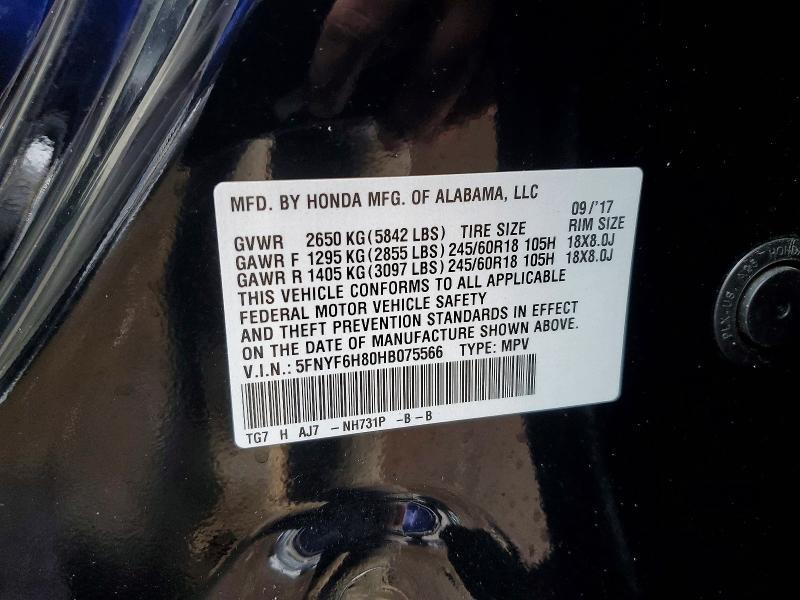 MFD. BY HONDA MFG. OF ALABAMA, LLC
09/'17
GVWR 2650 KG (5842 LBS) TIRE SIZE RIM SIZE
GAWR F 1295 KG (2855 LBS) 245/60R18 105H 18X8.0J
GAWR R 1405 KG (3097 LBS) 245/60R18 105H 18X8.0J
THIS VEHICLE CONFORMS TO ALL APPLICABLE
FEDERAL MOTOR VEHICLE SAFETY
AND THEFT PREVENTION STANDARDS IN EFFECT
ON THE DATE OF MANUFACTURE SHOWN ABOVE.
V.I.N.: 5FNYF6H80HB075566 TYPE: MPV
TG7 H AJ7 -NH731P -B-B
HONDA